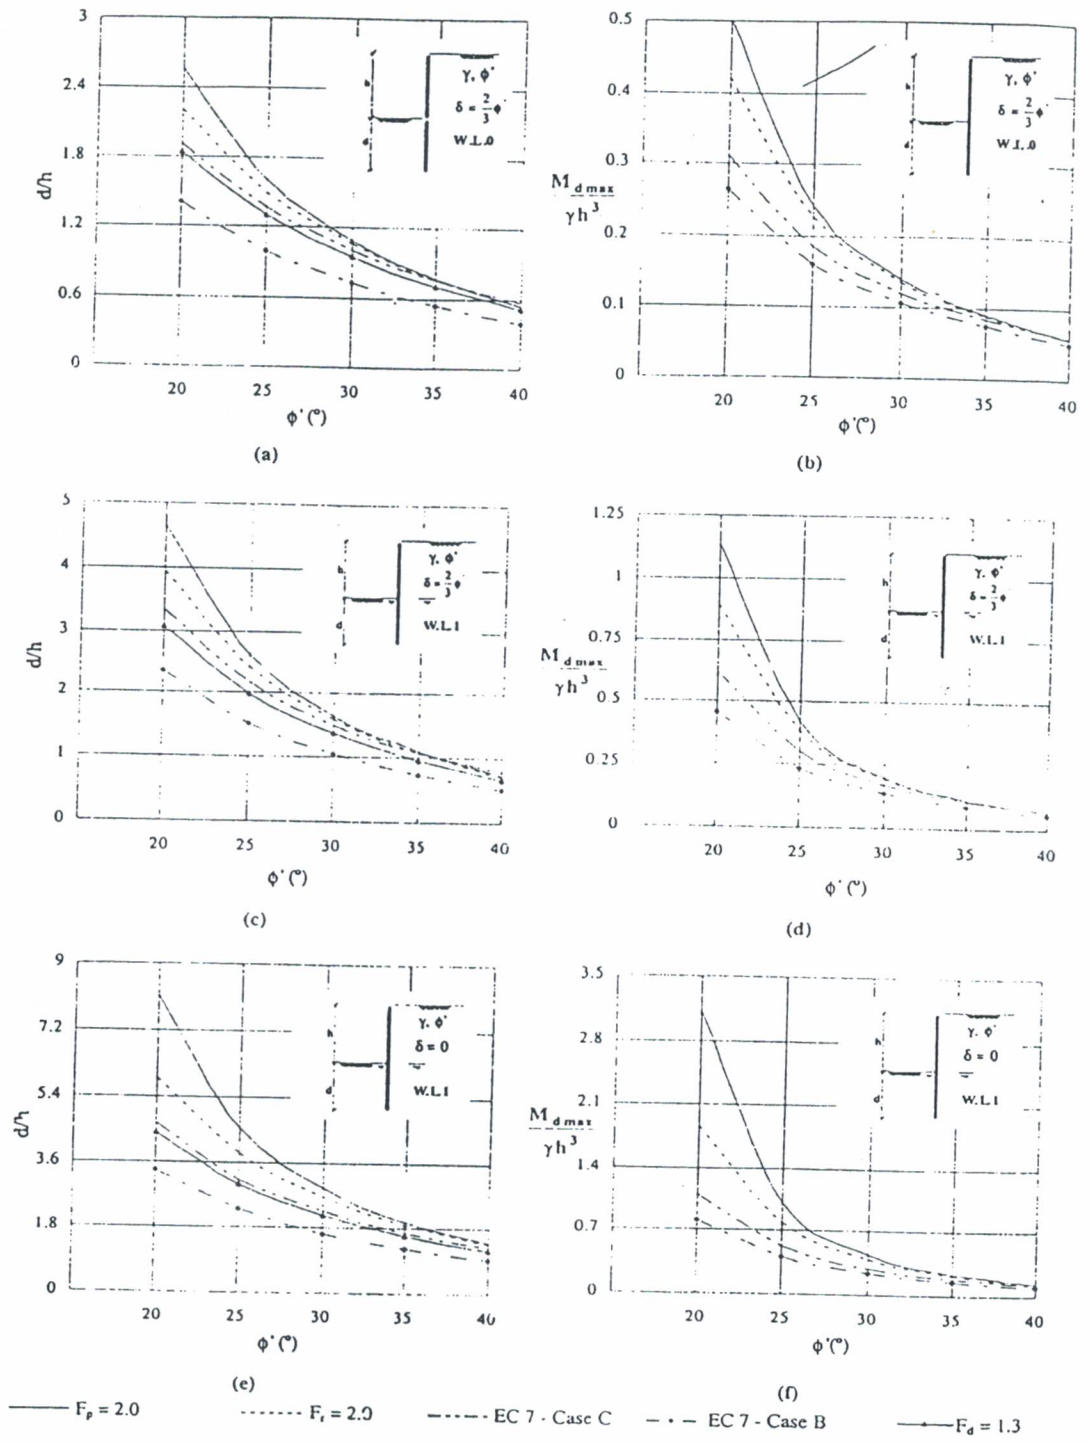 3
2.4
1.8
1.2
0.6
0
d/h
20 25 30 35 40
φ'(°)
(a)
h
d
γ, φ'
δ = 2/3 φ'
W.L.0
0.5
0.4
0.3
0.2
0.1
0
M d max
γh³
20 25 30 35 40
φ'(°)
(b)
h
d
γ, φ'
δ = 2/3 φ'
W.L.0
5
4
3
2
1
0
d/h
20 25 30 35 40
φ'(°)
(c)
h
d
γ, φ'
δ = 2/3 φ'
W.L.1
1.25
1
0.75
0.5
0.25
0
M d max
γh³
20 25 30 35 40
φ'(°)
(d)
h
d
γ, φ'
δ = 2/3 φ'
W.L.1
9
7.2
5.4
3.6
1.8
0
d/h
20 25 30 35 40
φ'(°)
(e)
h
d
γ, φ'
δ = 0
W.L.1
3.5
2.8
2.1
1.4
0.7
0
M d max
γh³
20 25 30 35 40
φ'(°)
(f)
h
d
γ, φ'
δ = 0
W.L.1
Fp = 2.0 Fr = 2.0 EC 7 - Case C EC 7 - Case B Fd = 1.3